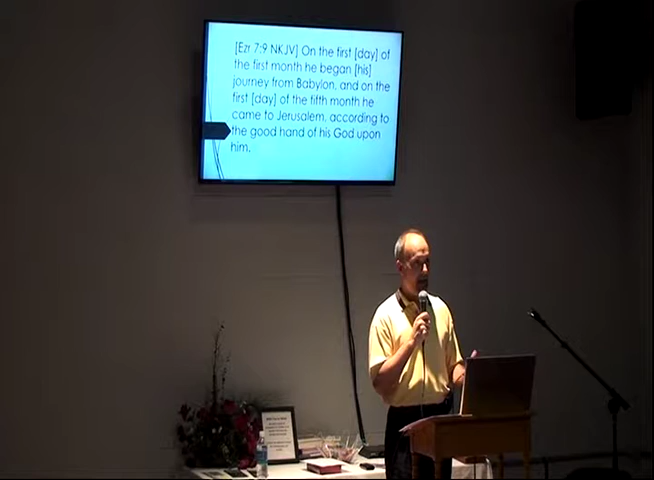 [Ezr 7:9 NKJV] On the first [day] of
the first month he began [his]
journey from Babylon, and on the
first [day] of the fifth month he
came to Jerusalem, according to
the good hand of his God upon
him.